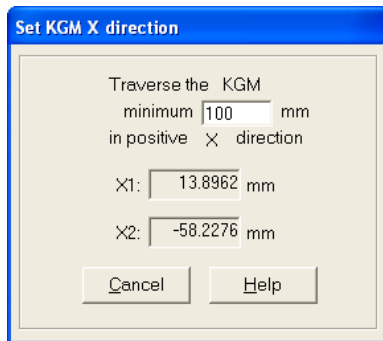 Set KGM X direction
Traverse the KGM
minimum 100 mm
in positive X direction
X1: 13.8962 mm
X2: -58.2276 mm
Cancel Help